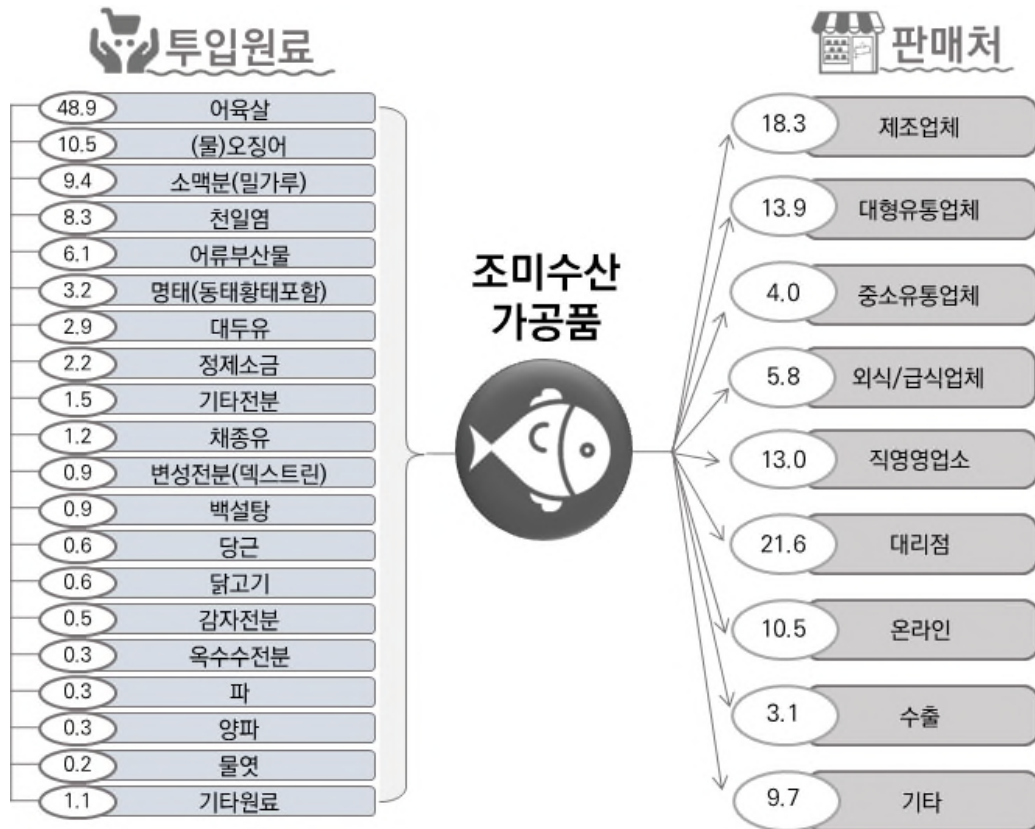 투입원료
48.9 어육살
10.5 (물)오징어
9.4 소맥분(밀가루)
8.3 천일염
6.1 어류부산물
3.2 명태(동태황태포함)
2.9 대두유
2.2 정제소금
1.5 기타전분
1.2 채종유
0.9 변성전분(덱스트린)
0.9 백설탕
0.6 당근
0.6 닭고기
0.5 감자전분
0.3 옥수수전분
0.3 파
0.3 양파
0.2 물엿
1.1 기타원료
조미수산
가공품
판매처
18.3 제조업체
13.9 대형유통업체
4.0 중소유통업체
5.8 외식/급식업체
13.0 직영영업소
21.6 대리점
10.5 온라인
3.1 수출
9.7 기타